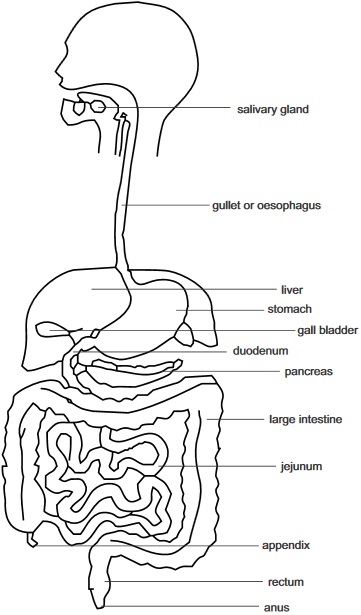 salivary gland
gullet or oesophagus
liver
stomach
gall bladder
duodenum
pancreas
large intestine
jejunum
appendix
rectum
anus